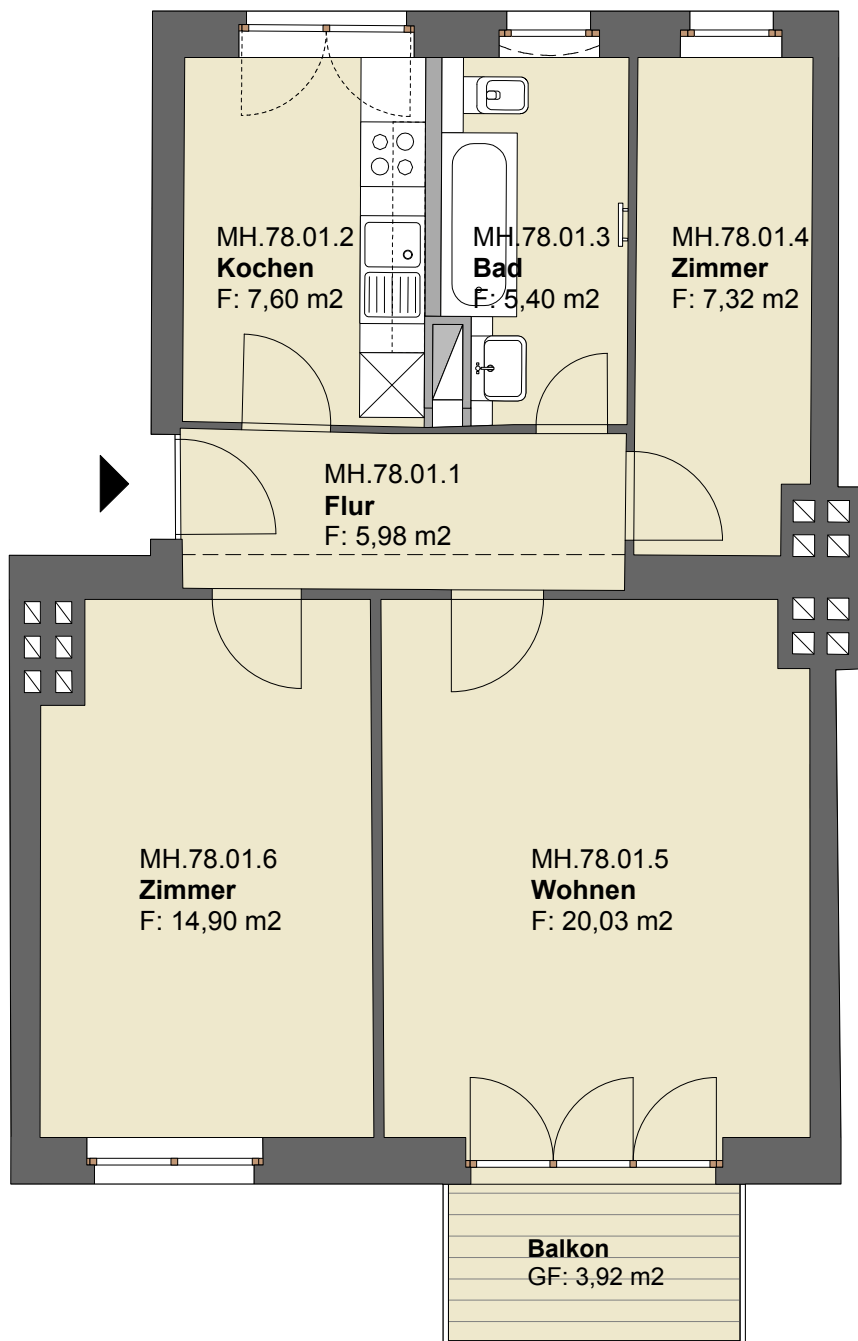 MH.78.01.2
Kochen
F: 7,60 m2
MH.78.01.3
Bad
F: 5,40 m2
MH.78.01.4
Zimmer
F: 7,32 m2
MH.78.01.1
Flur
F: 5,98 m2
MH.78.01.6
Zimmer
F: 14,90 m2
MH.78.01.5
Wohnen
F: 20,03 m2
Balkon
GF: 3,92 m2